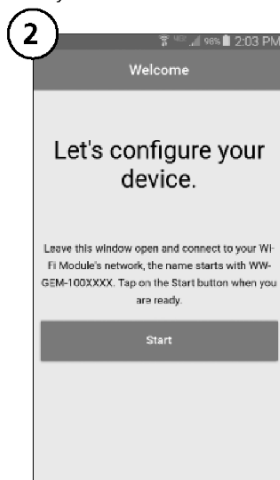 2
98% 2:03 PM
Welcome
Let's configure your
device.
Leave this window open and connect to your Wi-
Fi Module's network, the name starts with WW-
GEM-100XXXX. Tap on the Start button when you
are ready.
Start